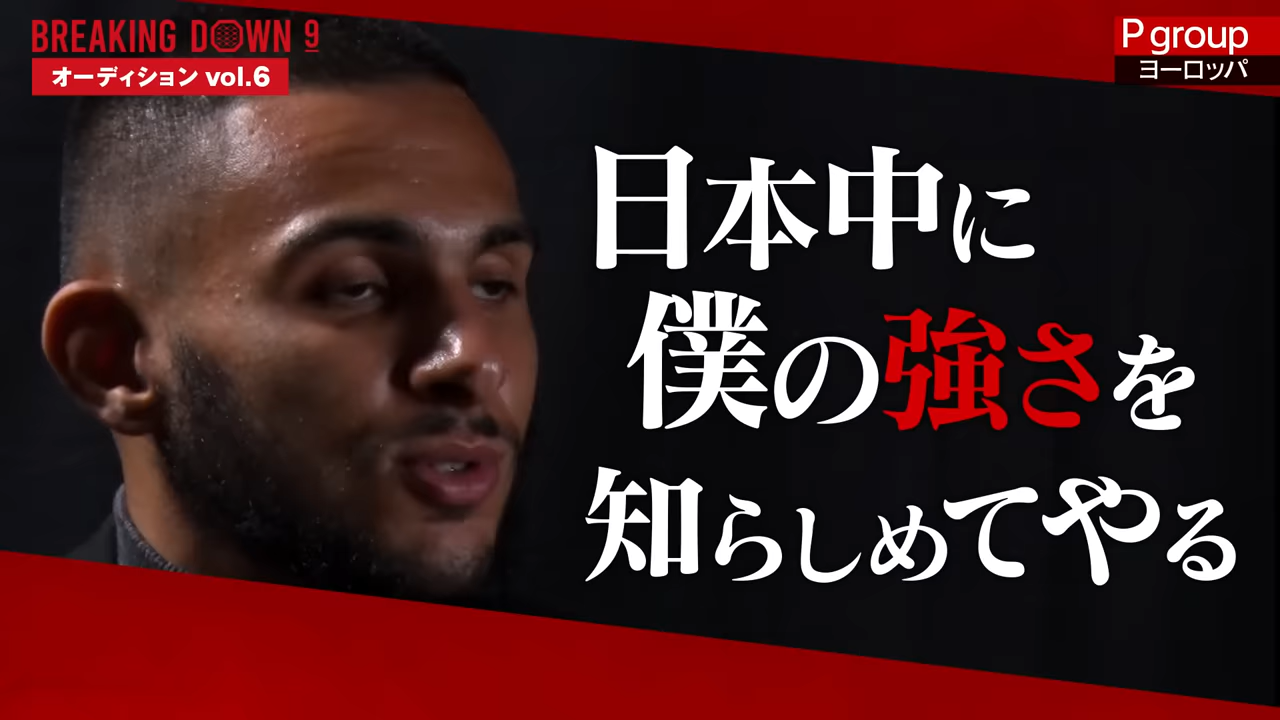 BREAKING DOWN 9
オーディション vol.6
P group
ヨーロッパ
日本中に
僕の強さを
知らしめてやる